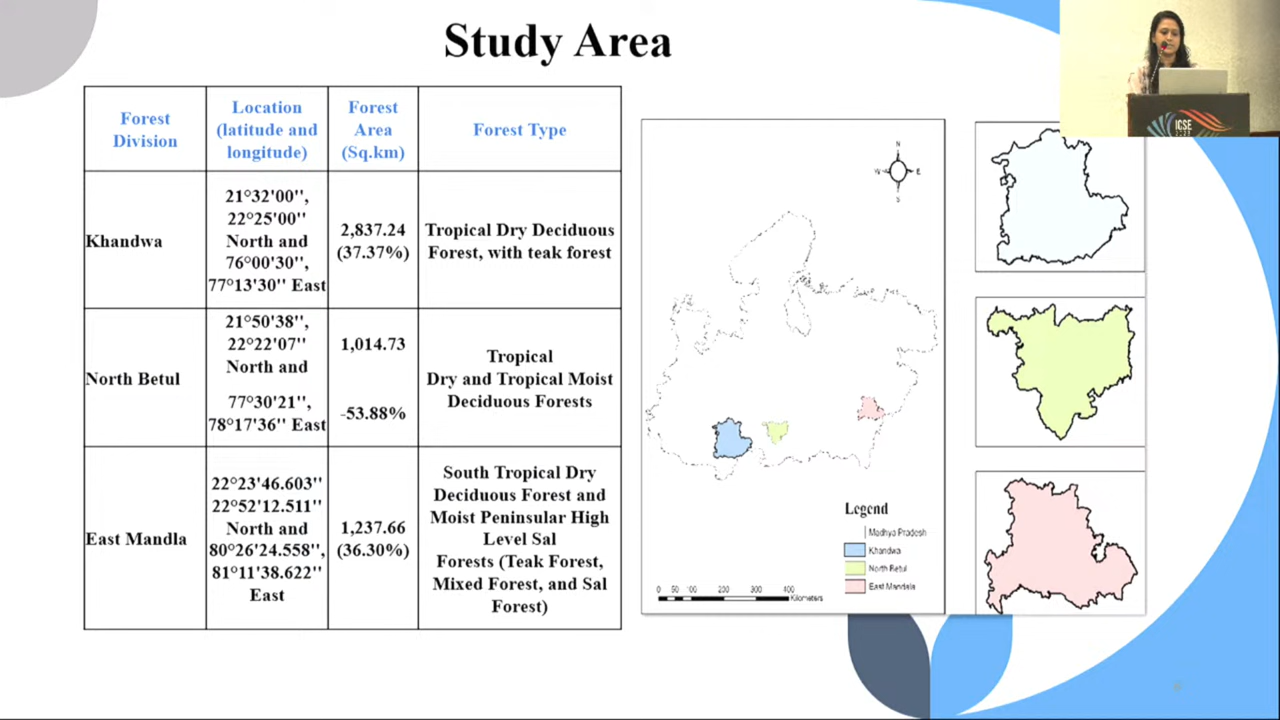 Study Area
Forest
Division
Location
(latitude and
longitude)
Forest
Area
(Sq.km)
Forest Type
Khandwa
21°32'00'',
22°25'00''
North and
76°00'30'',
77°13'30'' East
2,837.24
(37.37%)
Tropical Dry Deciduous
Forest, with teak forest
North Betul
21°50'38'',
22°22'07''
North and
77°30'21'',
78°17'36'' East
1,014.73
-53.88%
Tropical
Dry and Tropical Moist
Deciduous Forests
East Mandla
22°23'46.603''
22°52'12.511''
North and
80°26'24.558'',
81°11'38.622''
East
1,237.66
(36.30%)
South Tropical Dry
Deciduous Forest and
Moist Peninsular High
Level Sal
Forests (Teak Forest,
Mixed Forest, and Sal
Forest)
N
W E
S
Legend
Madhya Pradesh
Khandwa
North Betul
East Mandala
0 50 100 200 300 400
Kilometers
ICSE